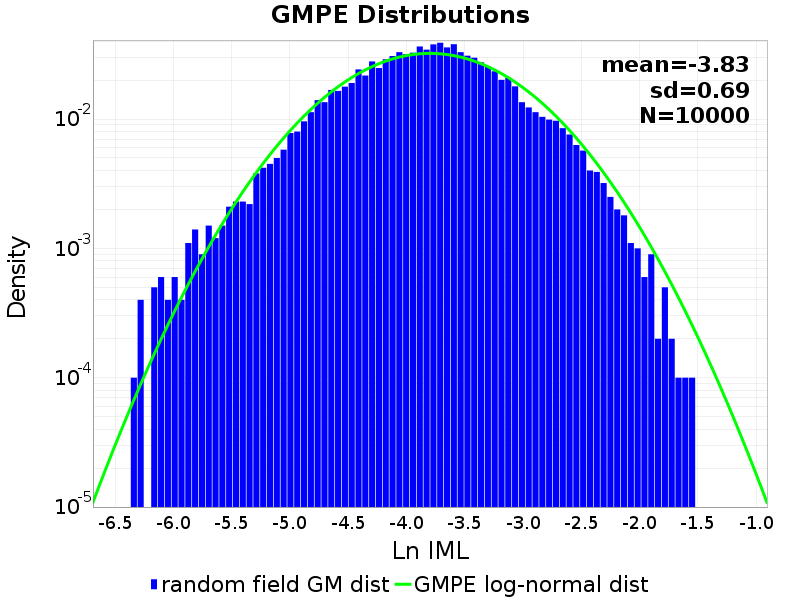 GMPE Distributions
mean=-3.83
sd=0.69
N=10000
10-2
10-3
10-4
10-5
Density
-6.5 -6.0 -5.5 -5.0 -4.5 -4.0 -3.5 -3.0 -2.5 -2.0 -1.5 -1.0
Ln IML
random field GM dist GMPE log-normal dist